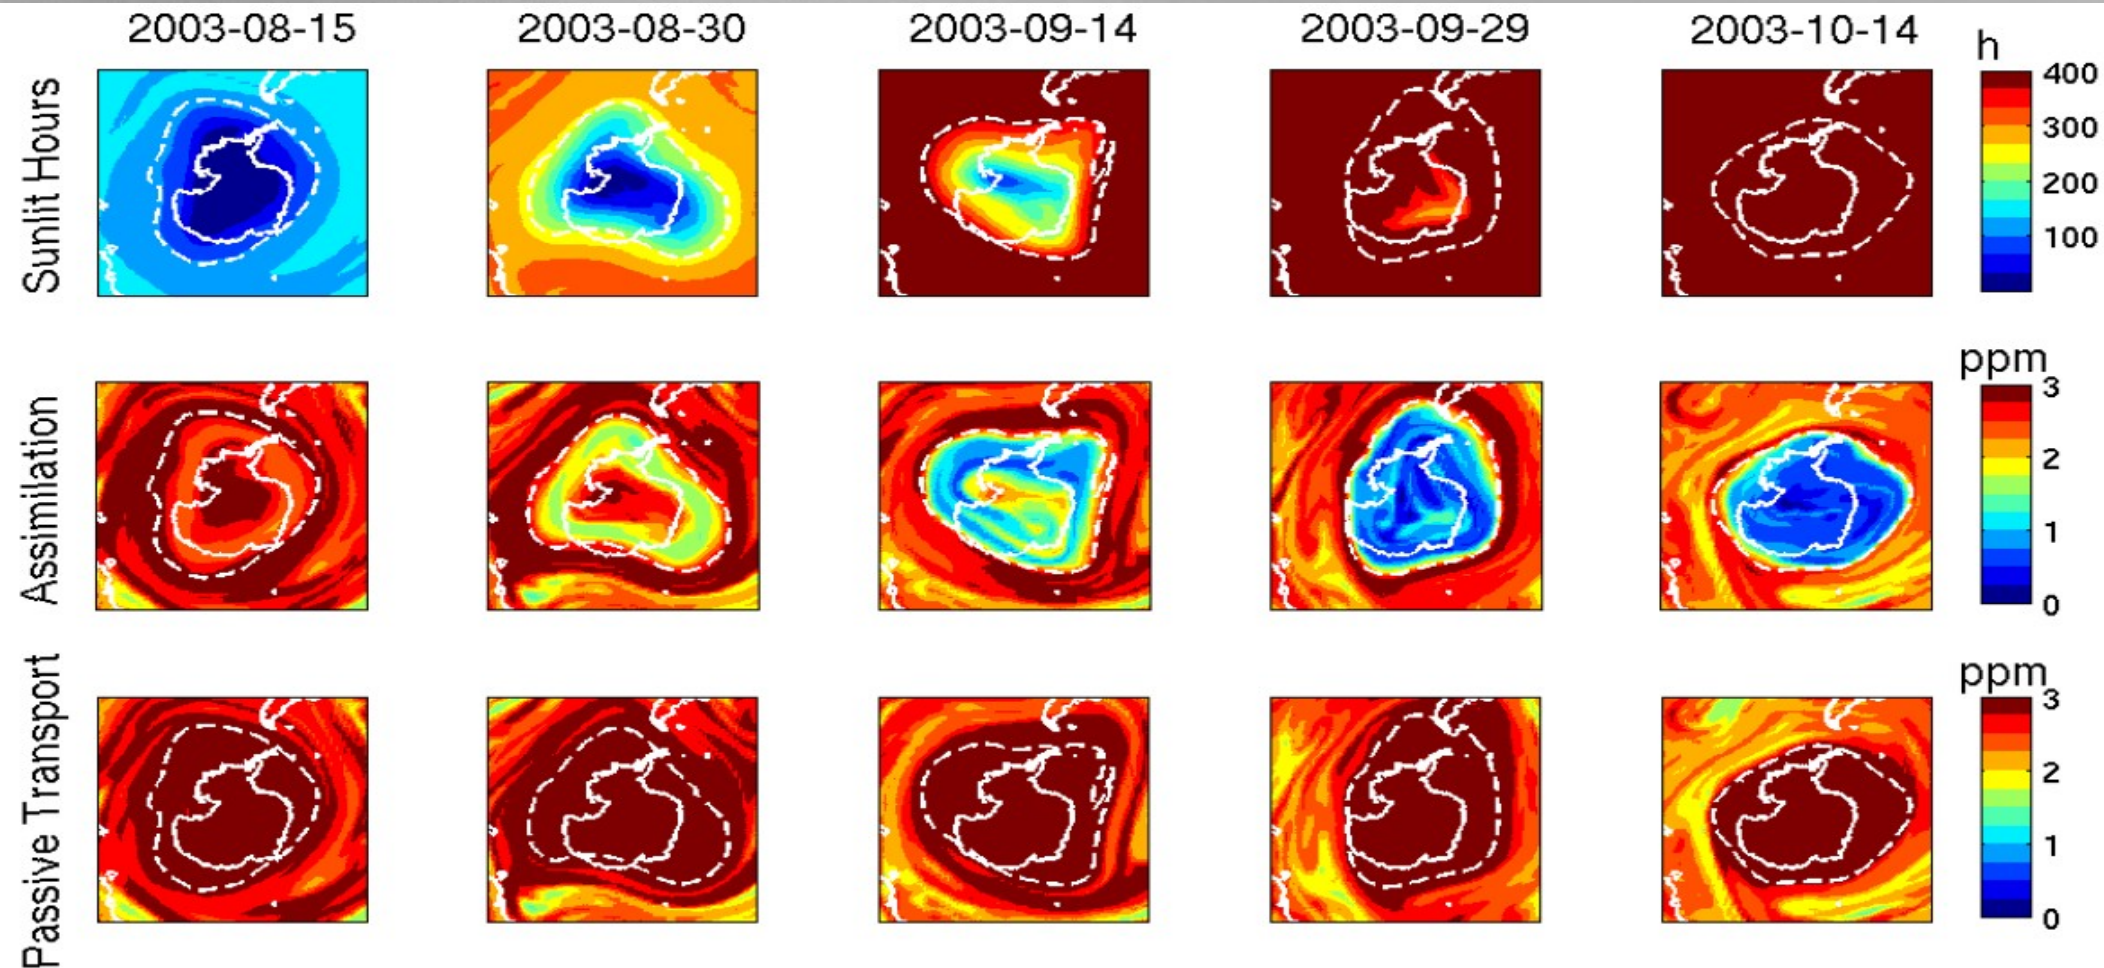 2003-08-15 2003-08-30 2003-09-14 2003-09-29 2003-10-14
h
Sunlit Hours
400
300
200
100
Assimilation
ppm
3
2
1
0
Passive Transport
ppm
3
2
1
0